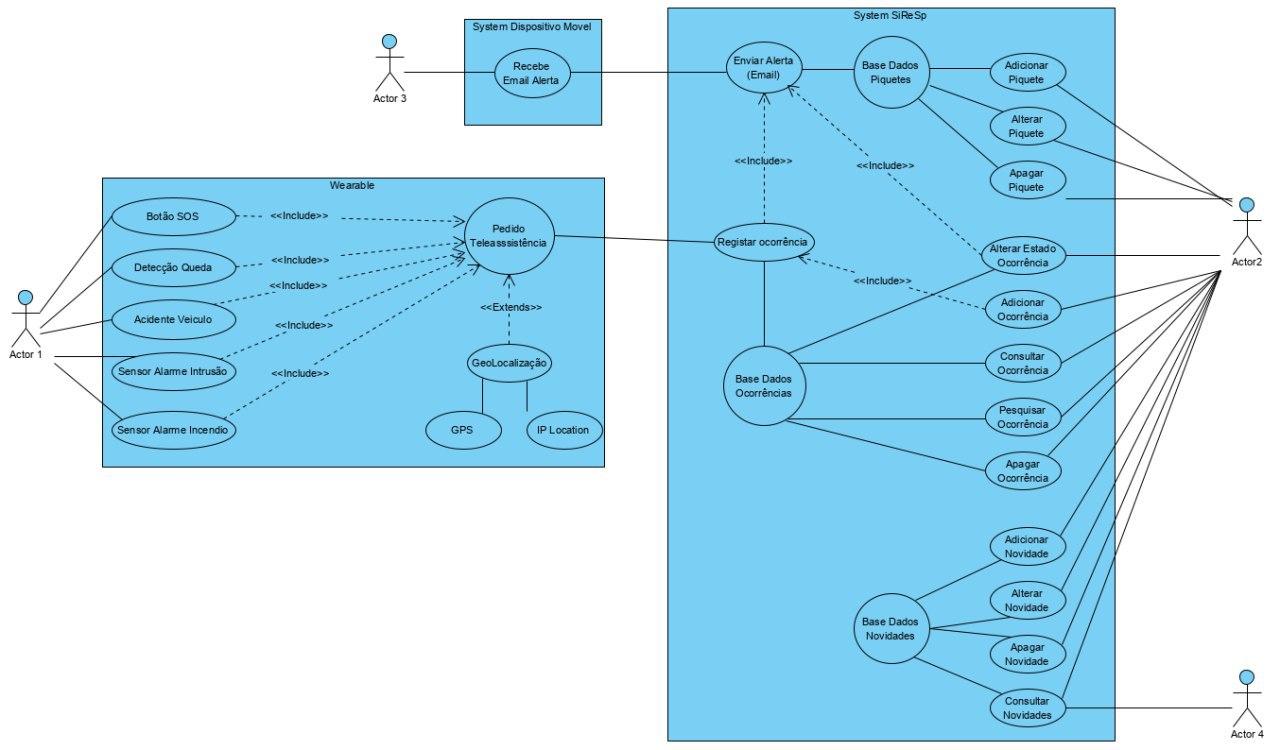 System Dispositivo Movel
Recebe
Email Alerta
Actor 3
System SiReSp
Enviar Alerta
(Email)
Base Dados
Piquetes
Adicionar
Piquete
Alterar
Piquete
Apagar
Piquete
<<Include>>
<<Include>>
Wearable
Botão SOS
<<Include>>
Detecção Queda
<<Include>>
<<Include>>
Acidente Veiculo
<<Include>>
Sensor Alarme Intrusão
<<Include>>
Sensor Alarme Incendio
Pedido
Teleasssistência
<<Extends>>
GeoLocalização
GPS
IP Location
Actor 1
Registar ocorrência
Alterar Estado
Ocorrência
<<Include>>
Adicionar
Ocorrência
Base Dados
Ocorrências
Consultar
Ocorrência
Pesquisar
Ocorrência
Apagar
Ocorrência
Actor2
Adicionar
Novidade
Base Dados
Novidades
Alterar
Novidade
Apagar
Novidade
Consultar
Novidades
Actor 4